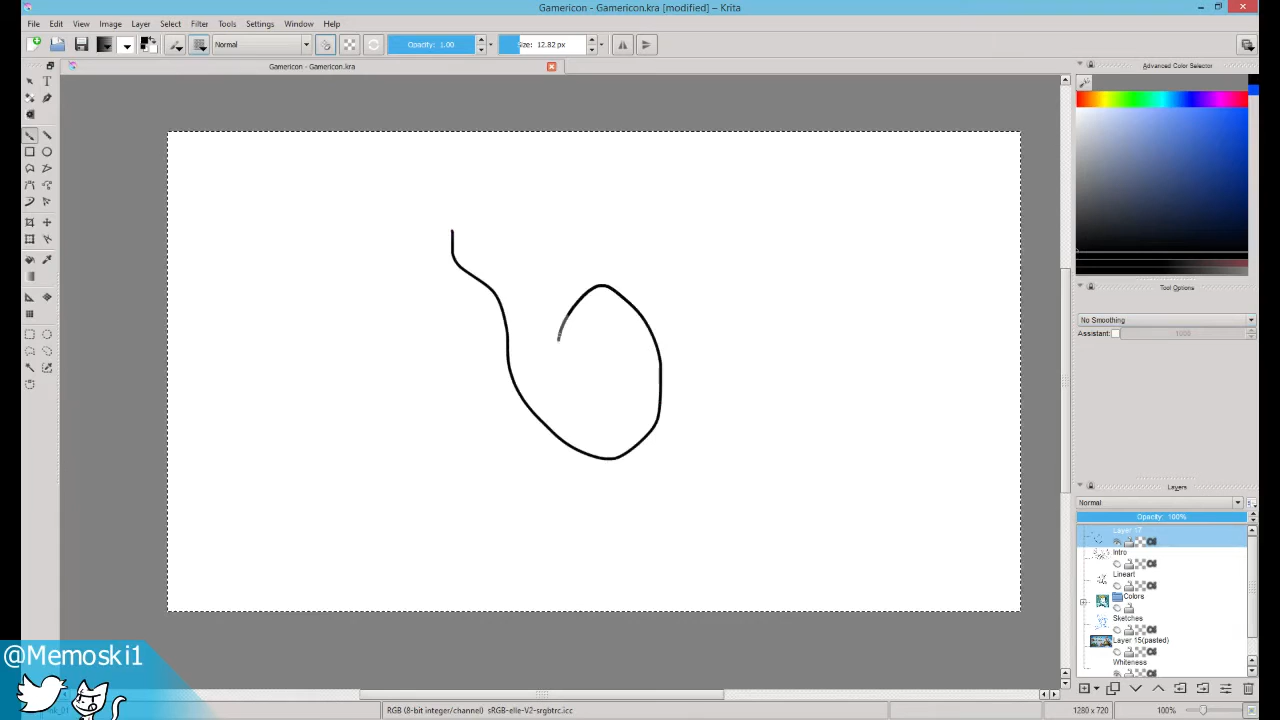 Gamericon - Gamericon.kra [modified] – Krita
File Edit View Image Layer Select Filter Tools Settings Window Help
Normal Opacity: 1.00 Size: 12.82 px
Gamericon - Gamericon.kra
Advanced Color Selector
Tool Options
No Smoothing
Assistant: 1000
Layers
Normal
Opacity: 100%
Layer 17
Intro
Lineart
Colors
Sketches
Layer 15(pasted)
Whiteness
@Memoski1
RGB (8-bit integer/channel) sRGB-elle-V2-srgbtrc.icc 1280 x 720 100%